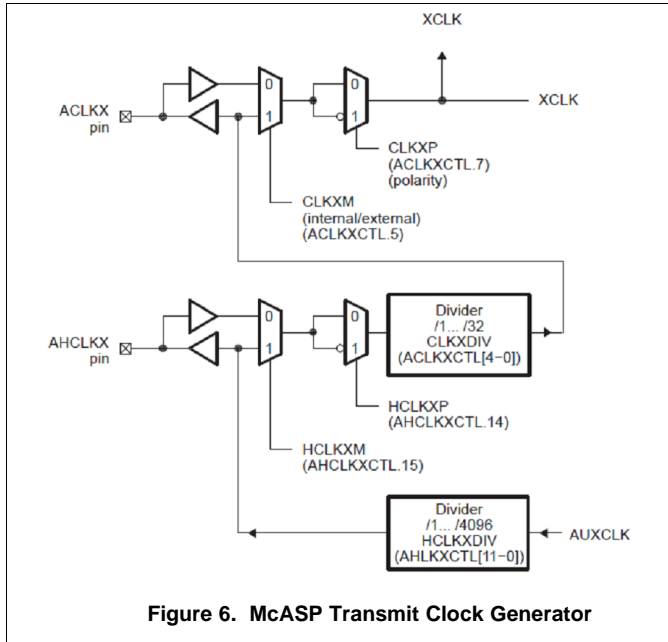 XCLK
0
0
ACLKX
pin
XCLK
1
1
CLKXP
(ACLKXCTL.7)
(polarity)
CLKXM
(internal/external)
(ACLKXCTL.5)
0
0
Divider
/1... /32
CLKXDIV
(ACLKXCTL[4−0])
AHCLKX
pin
1
1
HCLKXP
(AHCLKXCTL.14)
HCLKXM
(AHCLKXCTL.15)
Divider
/1... /4096
HCLKXDIV
(AHLKXCTL[11−0])
AUXCLK
Figure 6. McASP Transmit Clock Generator